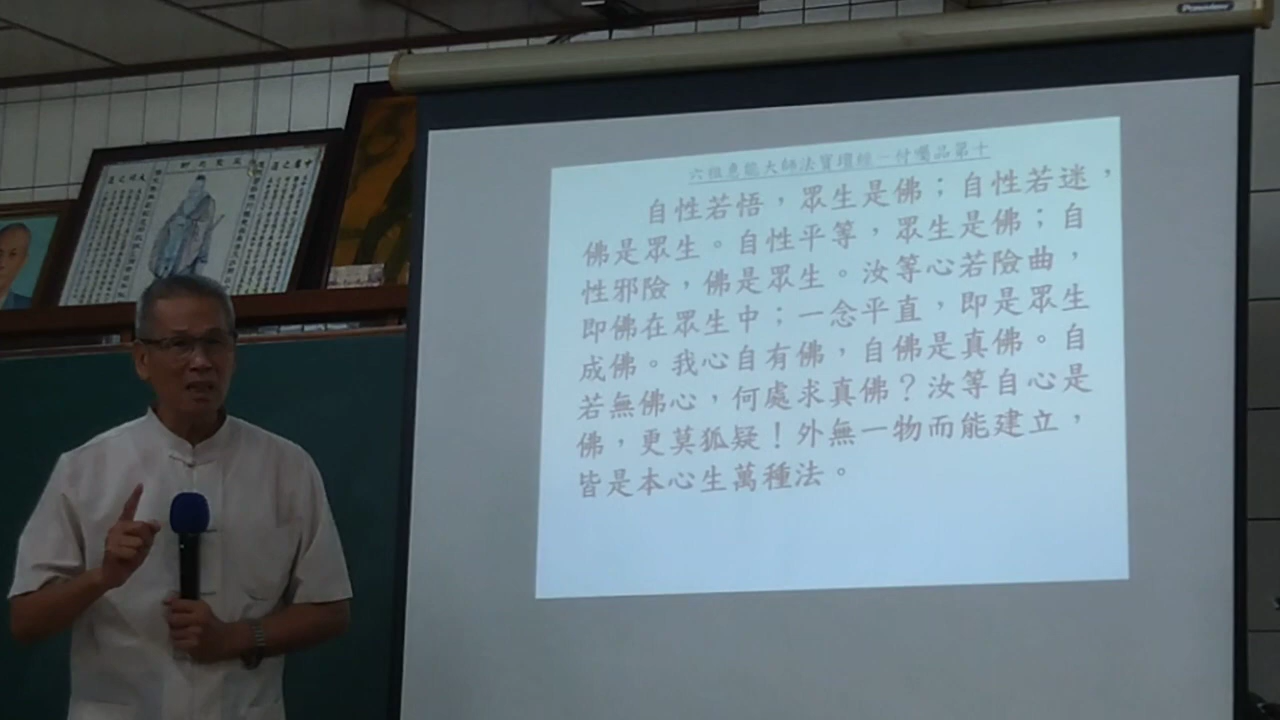 六祖惠能大師法寶壇經－付囑品第十
自性若悟，眾生是佛；自性若迷，
佛是眾生。自性平等，眾生是佛；自
性邪險，佛是眾生。汝等心若險曲，
即佛在眾生中；一念平直，即是眾生
成佛。我心自有佛，自佛是真佛。自
若無佛心，何處求真佛？汝等自心是
佛，更莫狐疑！外無一物而能建立，
皆是本心生萬種法。